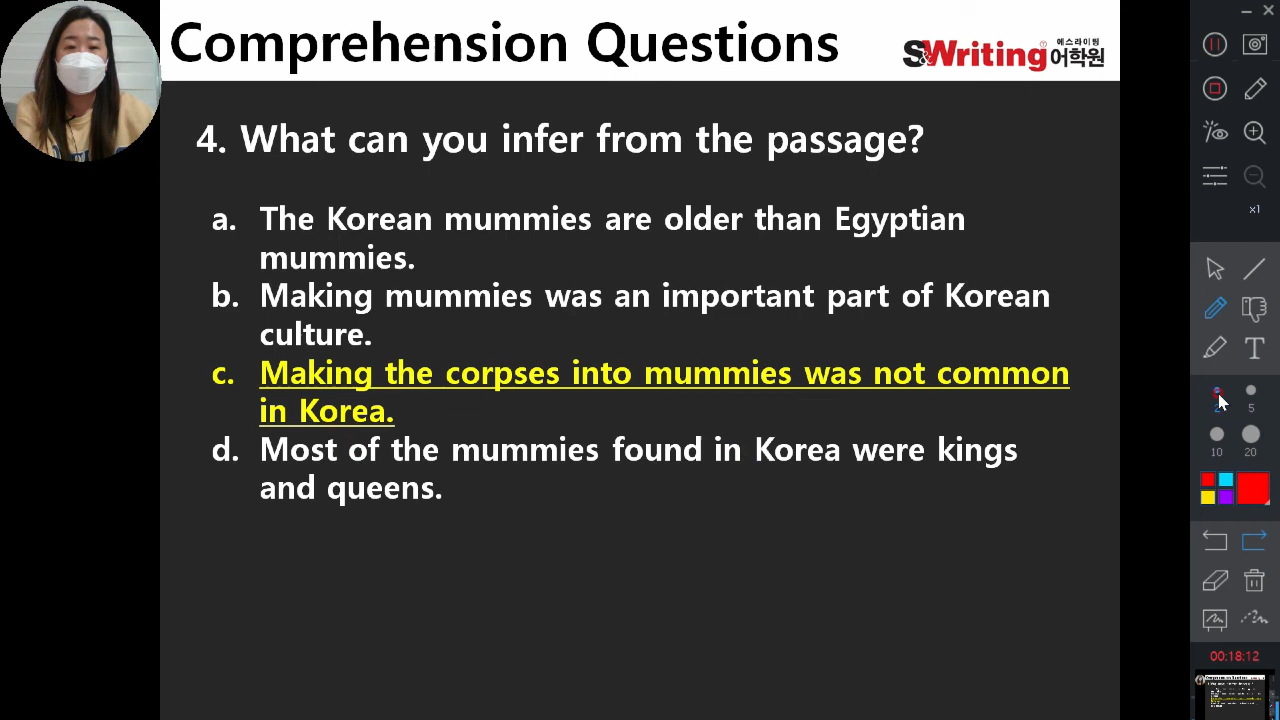 Comprehension Questions
S&Writing 에스라이팅 어학원
4. What can you infer from the passage?
a. The Korean mummies are older than Egyptian
mummies.
b. Making mummies was an important part of Korean
culture.
c. Making the corpses into mummies was not common
in Korea.
d. Most of the mummies found in Korea were kings
and queens.
x1
T
2 5
10 20
00:18:12